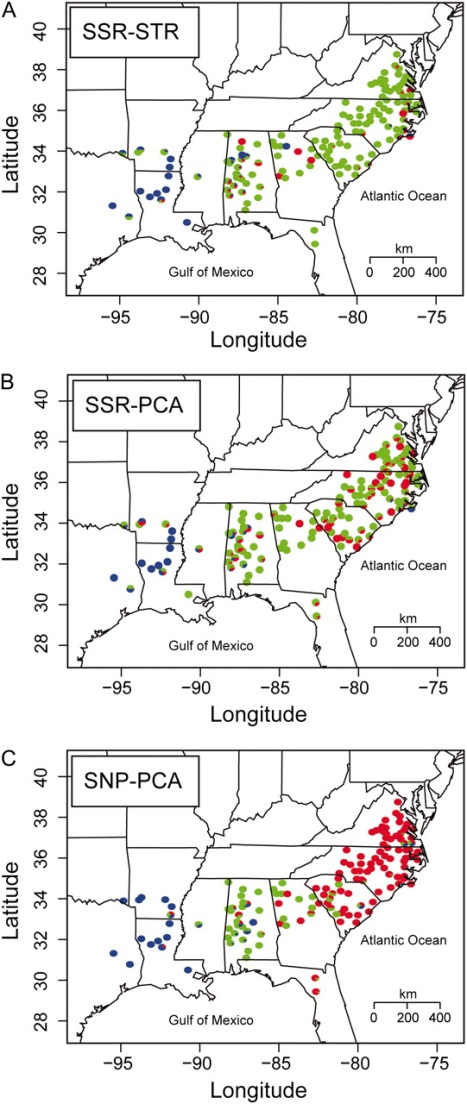 A
SSR-STR
40
38
36
34
32
30
28
Latitude
Atlantic Ocean
km
0 200 400
Gulf of Mexico
−95 −90 −85 −80 −75
Longitude
B
SSR-PCA
40
38
36
34
32
30
28
Latitude
Atlantic Ocean
km
0 200 400
Gulf of Mexico
−95 −90 −85 −80 −75
Longitude
C
SNP-PCA
40
38
36
34
32
30
28
Latitude
Atlantic Ocean
km
0 200 400
Gulf of Mexico
−95 −90 −85 −80 −75
Longitude